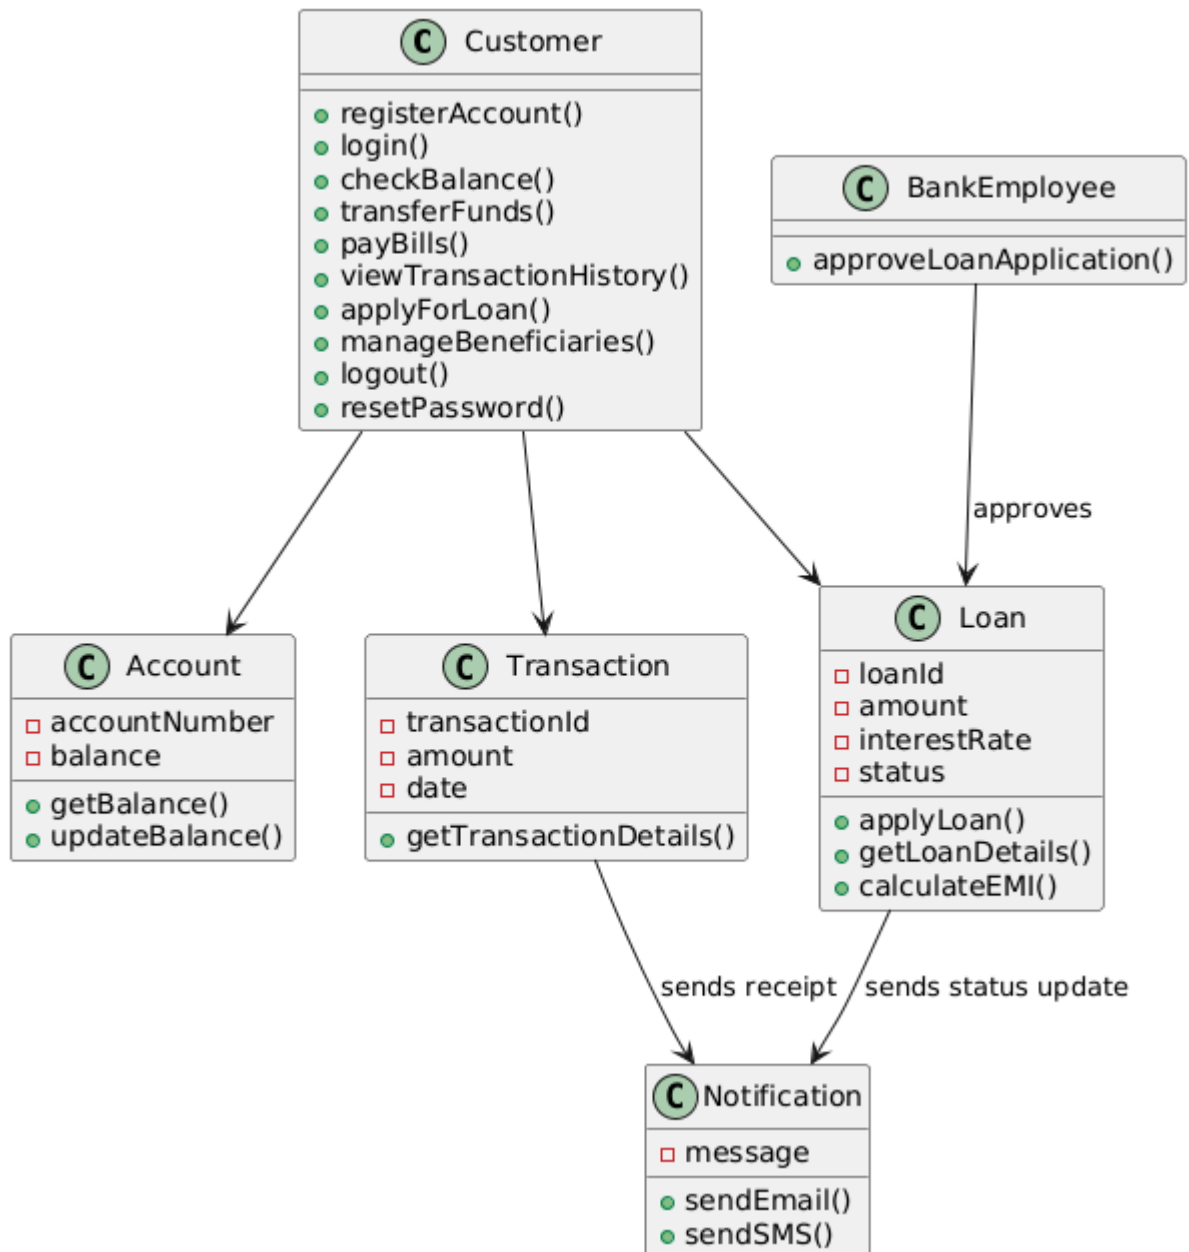 C Customer
registerAccount()
login()
checkBalance()
transferFunds()
payBills()
viewTransactionHistory()
applyForLoan()
manageBeneficiaries()
logout()
resetPassword()
C BankEmployee
approveLoanApplication()
approves
C Account
accountNumber
balance
getBalance()
updateBalance()
C Transaction
transactionId
amount
date
getTransactionDetails()
C Loan
loanId
amount
interestRate
status
applyLoan()
getLoanDetails()
calculateEMI()
sends receipt
sends status update
C Notification
message
sendEmail()
sendSMS()